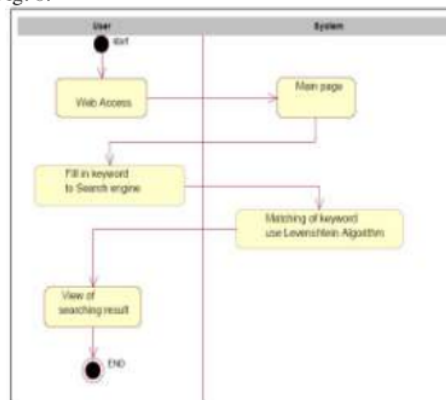 User
System
start
Web Access
Main page
Fill in keyword
to Search engine
Matching of keyword
use Levenshtein Algorithm
View of
searching result
END